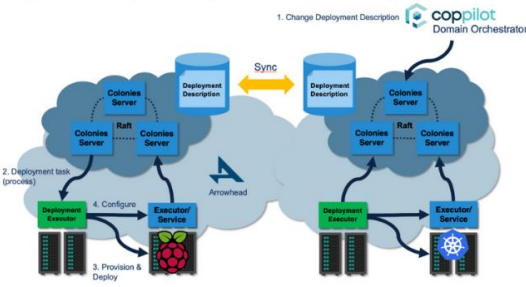 1. Change Deployment Description
coppilot
Domain Orchestrator
Sync
Deployment
Description
Deployment
Description
Colonies
Server
Raft
Colonies
Server
Colonies
Server
Colonies
Server
Raft
Colonies
Server
Colonies
Server
2. Deployment task
(process)
Arrowhead
Deployment
Executor
4. Configure
Executor/
Service
3. Provision &
Deploy
Deployment
Executor
Executor/
Service